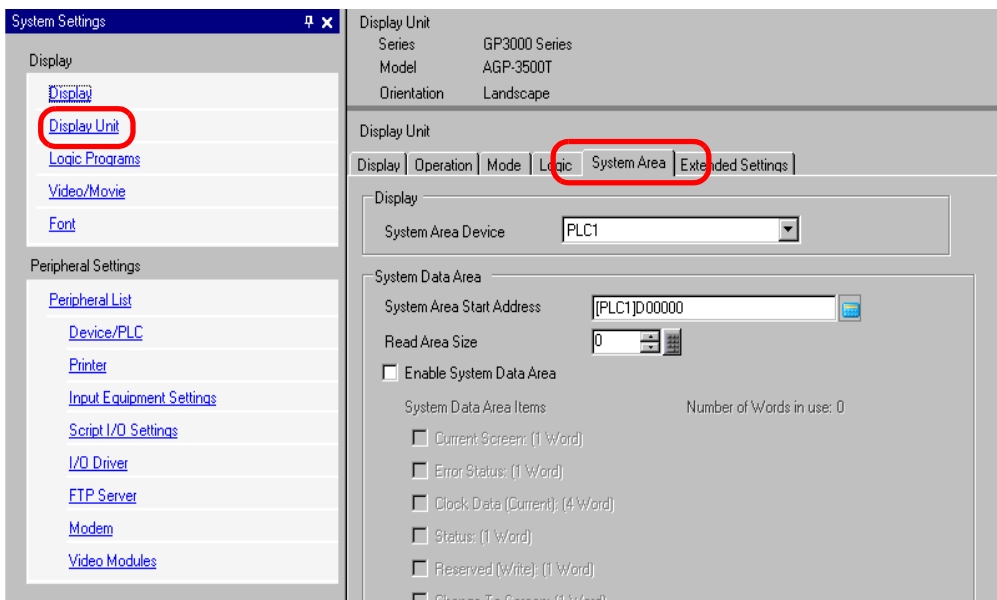 System Settings
Display
Display
Display Unit
Logic Programs
Video/Movie
Font
Peripheral Settings
Peripheral List
Device/PLC
Printer
Input Equipment Settings
Script I/O Settings
I/O Driver
FTP Server
Modem
Video Modules
Display Unit
Series GP3000 Series
Model AGP-3500T
Orientation Landscape
Display Unit
Display Operation Mode Logic System Area Extended Settings
Display
System Area Device PLC1
System Data Area
System Area Start Address [PLC1]D00000
Read Area Size 0
Enable System Data Area
System Data Area Items Number of Words in use: 0
Current Screen: (1 Word)
Error Status: (1 Word)
Clock Data (Current): (4 Word)
Status: (1 Word)
Reserved (Write): (1 Word)
Change To Screen: (1 Word)